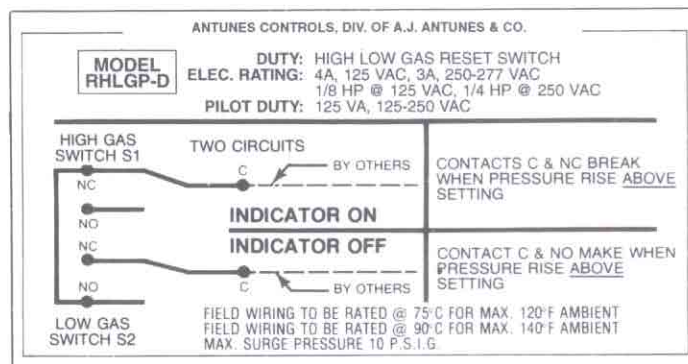 ANTUNES CONTROLS, DIV. OF A.J. ANTUNES & CO.
MODEL
RHLGP-D
DUTY: HIGH LOW GAS RESET SWITCH
ELEC. RATING: 4A, 125 VAC, 3A, 250-277 VAC
1/8 HP @ 125 VAC, 1/4 HP @ 250 VAC
PILOT DUTY: 125 VA, 125-250 VAC
HIGH GAS
SWITCH S1
TWO CIRCUITS
NC
C
BY OTHERS
CONTACTS C & NC BREAK
WHEN PRESSURE RISE ABOVE
SETTING
NO
INDICATOR ON
NC
INDICATOR OFF
NO
C
BY OTHERS
CONTACT C & NO MAKE WHEN
PRESSURE RISE ABOVE
SETTING
LOW GAS
SWITCH S2
FIELD WIRING TO BE RATED @ 75°C FOR MAX. 120°F AMBIENT
FIELD WIRING TO BE RATED @ 90°C FOR MAX. 140°F AMBIENT
MAX. SURGE PRESSURE 10 P.S.I.G.